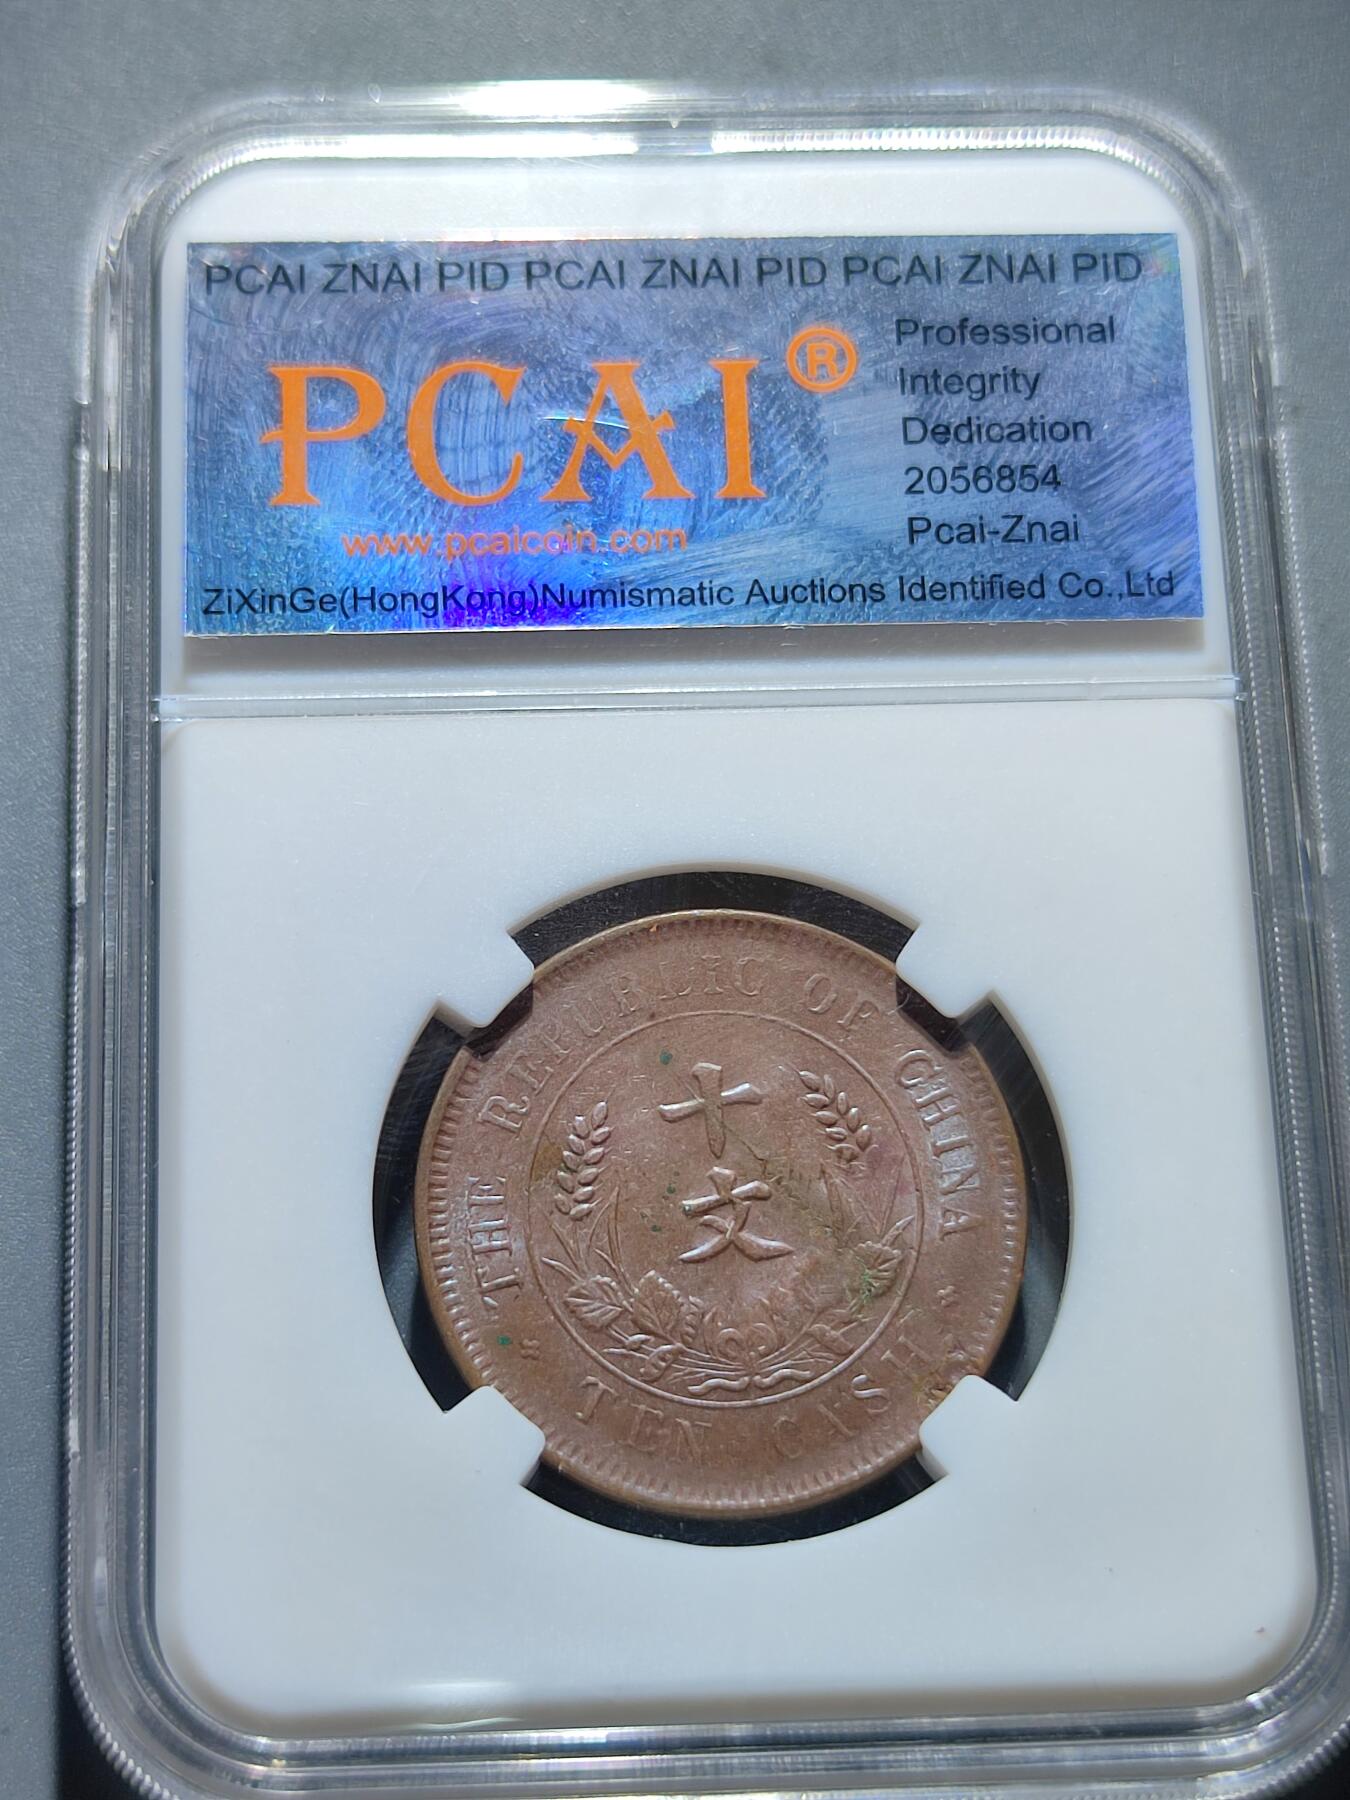 PCAI ZNAI PID PCAI ZNAI PID PCAI ZNAI PID
PCAI®
www.pcaicoin.com
Professional
Integrity
Dedication
2056854
Pcai-Znai
ZiXinGe(HongKong)Numismatic Auctions Identified Co.,Ltd
THE REPUBLIC OF CHINA
十
文
TEN CASH